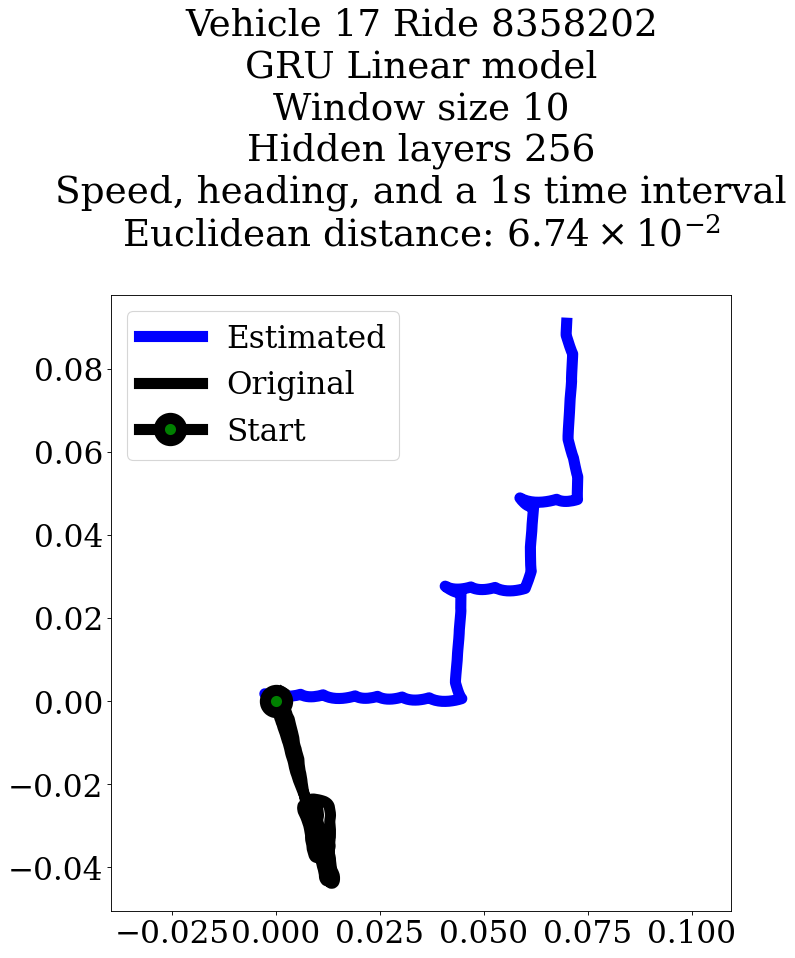 Vehicle 17 Ride 8358202
GRU Linear model
Window size 10
Hidden layers 256
Speed, heading, and a 1s time interval
Euclidean distance: 6.74 × 10⁻²
Estimated
Original
Start
0.08
0.06
0.04
0.02
0.00
−0.02
−0.04
−0.025 0.000 0.025 0.050 0.075 0.100